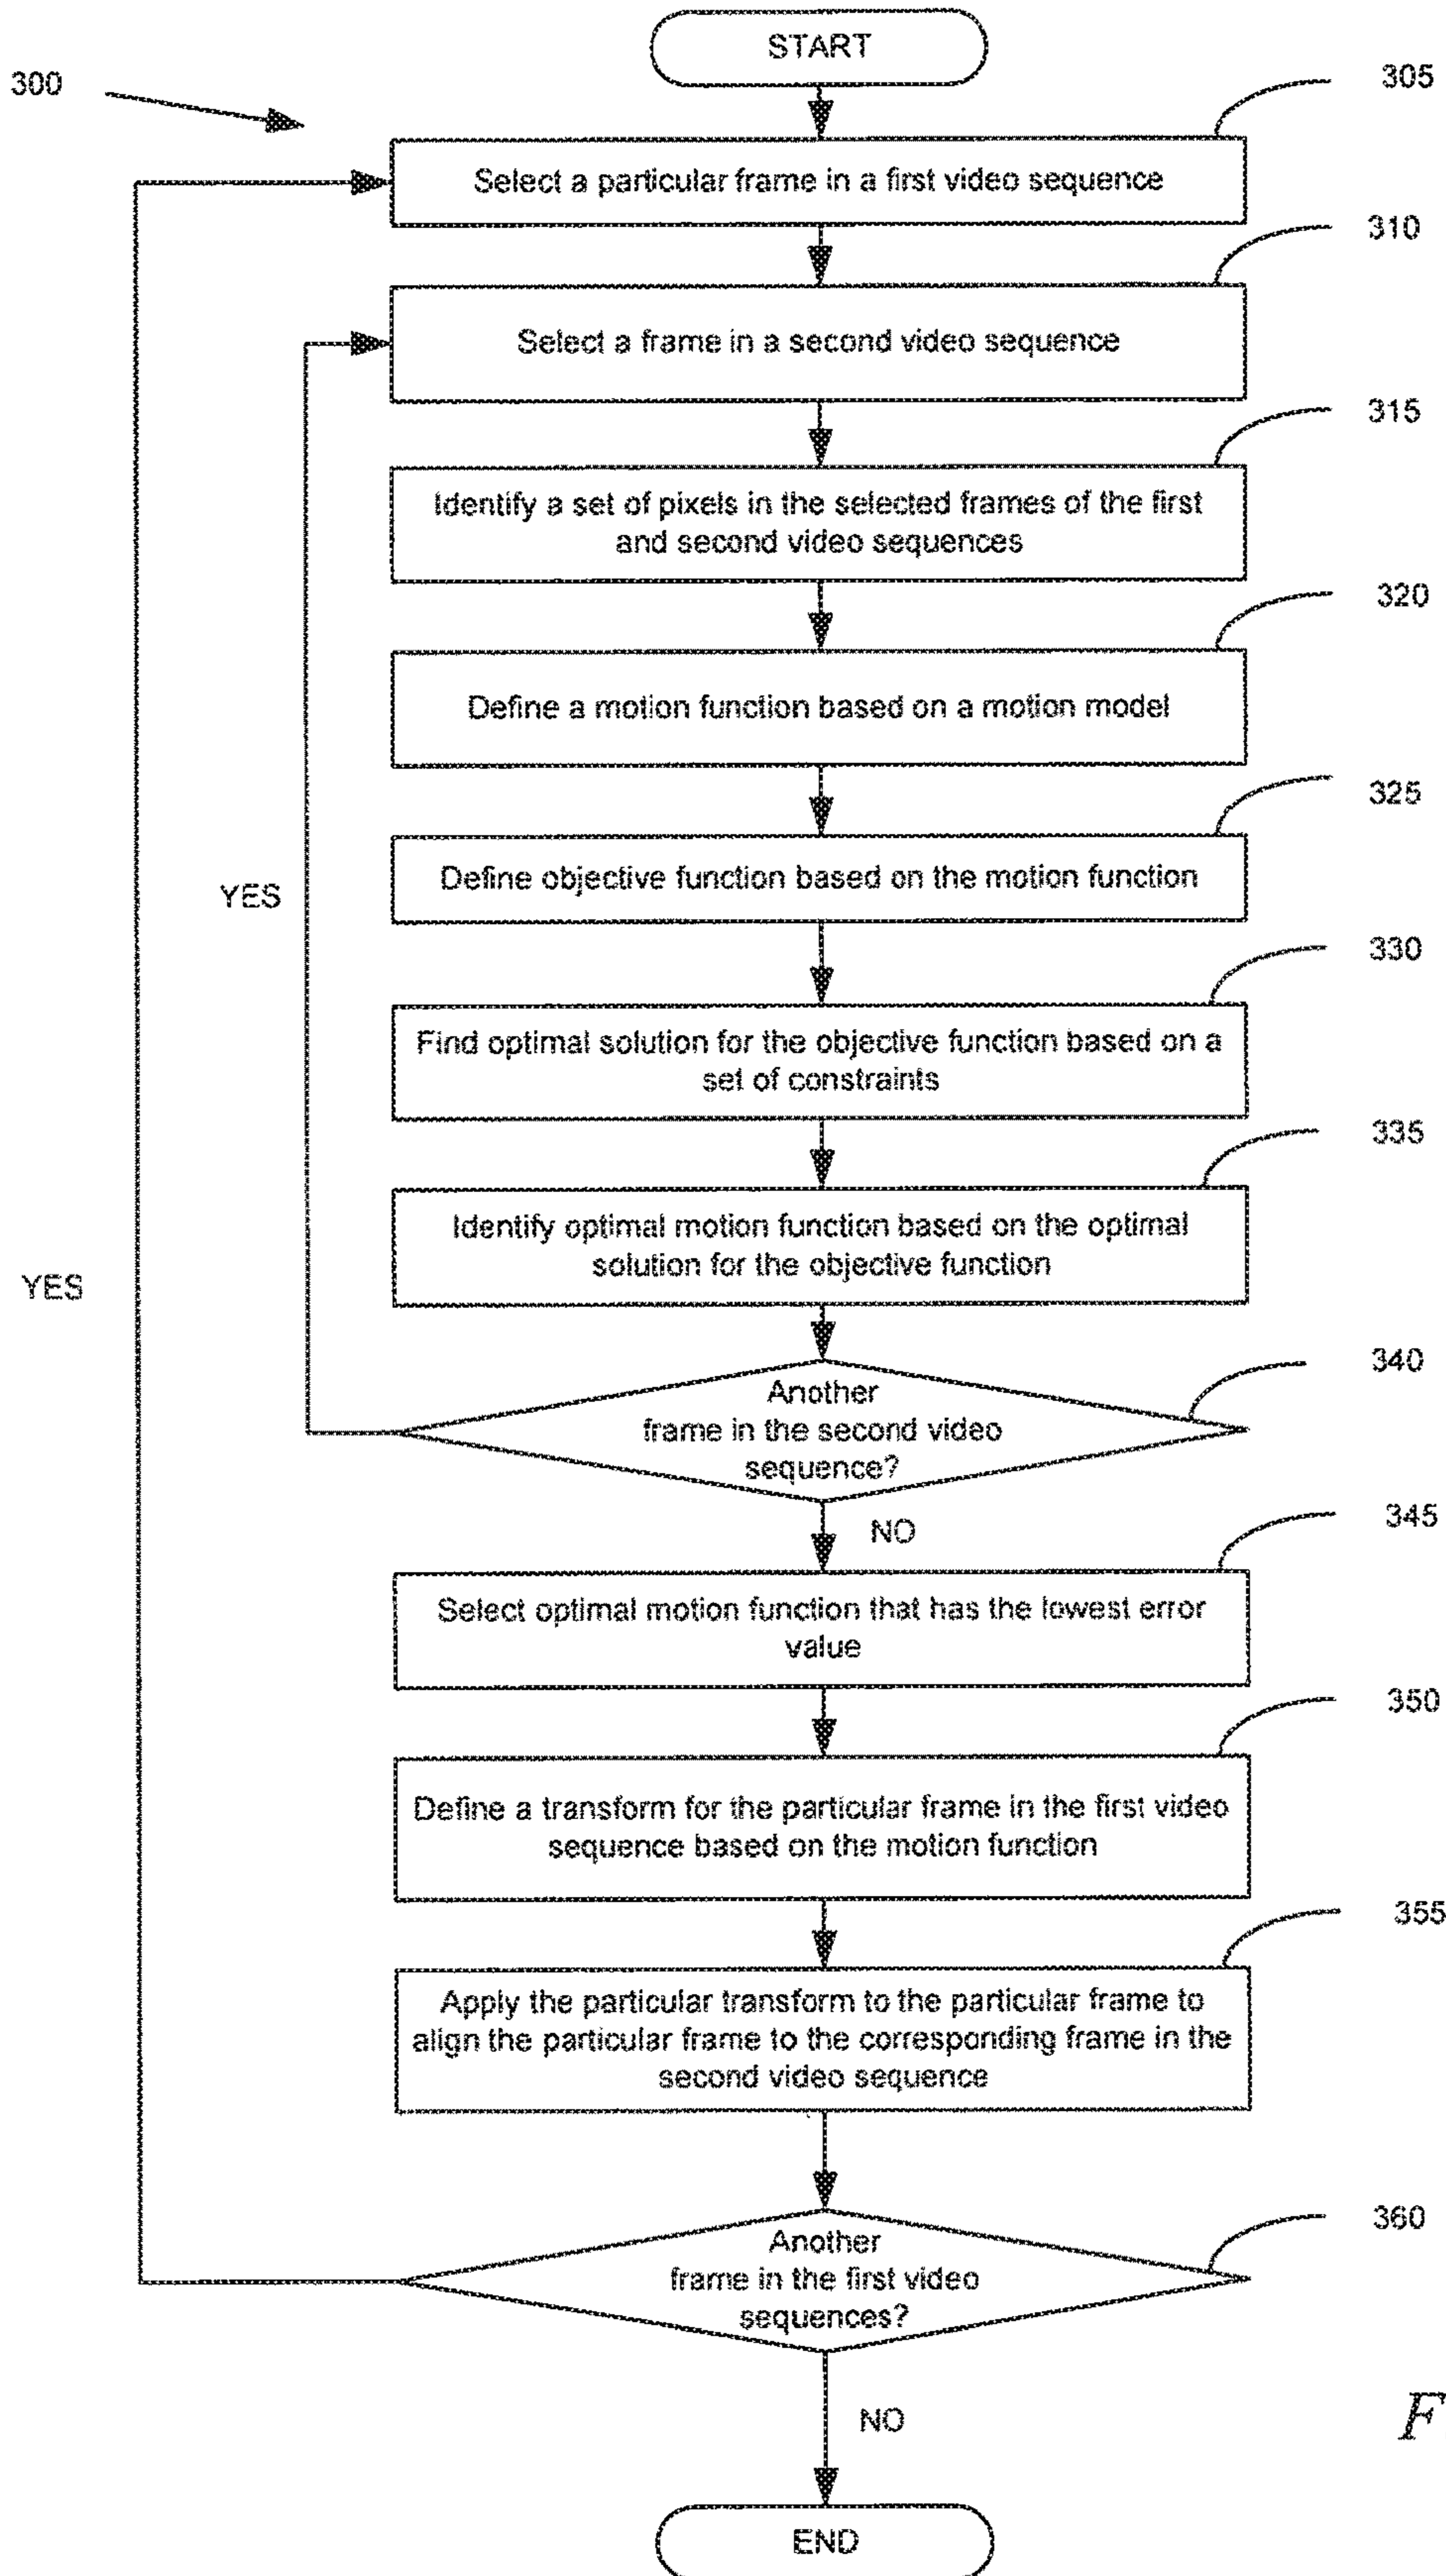 START
300
305
Select a particular frame in a first video sequence
310
Select a frame in a second video sequence
315
Identify a set of pixels in the selected frames of the first
and second video sequences
320
Define a motion function based on a motion model
325
Define objective function based on the motion function
YES
330
Find optimal solution for the objective function based on a
set of constraints
335
Identify optimal motion function based on the optimal
solution for the objective function
YES
340
Another
frame in the second video
sequence?
NO
345
Select optimal motion function that has the lowest error
value
350
Define a transform for the particular frame in the first video
sequence based on the motion function
355
Apply the particular transform to the particular frame to
align the particular frame to the corresponding frame in the
second video sequence
360
Another
frame in the first video
sequences?
NO
F
END